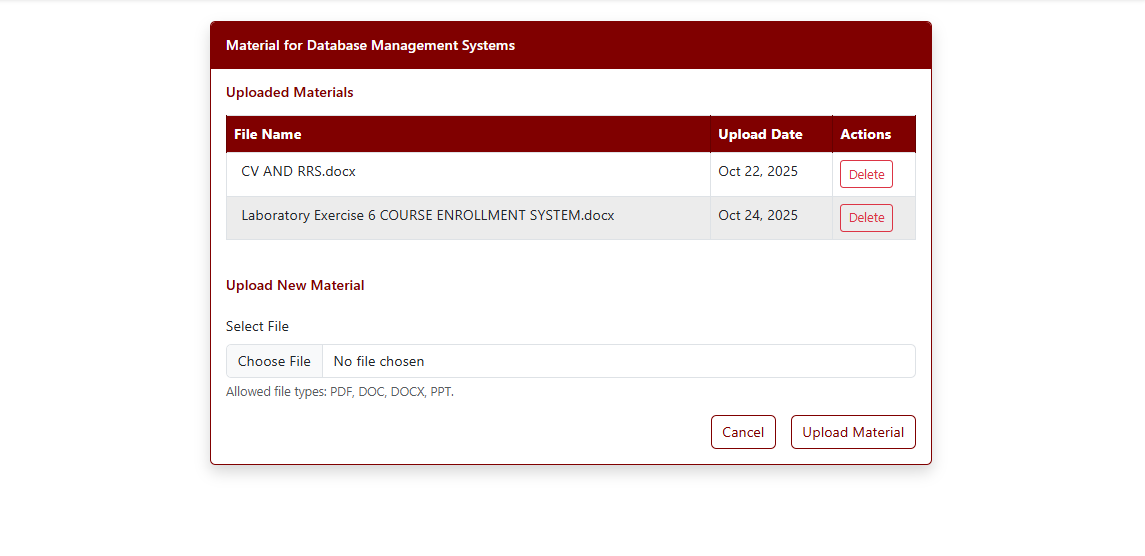 Material for Database Management Systems
Uploaded Materials
File Name Upload Date Actions
CV AND RRS.docx Oct 22, 2025 Delete
Laboratory Exercise 6 COURSE ENROLLMENT SYSTEM.docx Oct 24, 2025 Delete
Upload New Material
Select File
Choose File No file chosen
Allowed file types: PDF, DOC, DOCX, PPT.
Cancel Upload Material